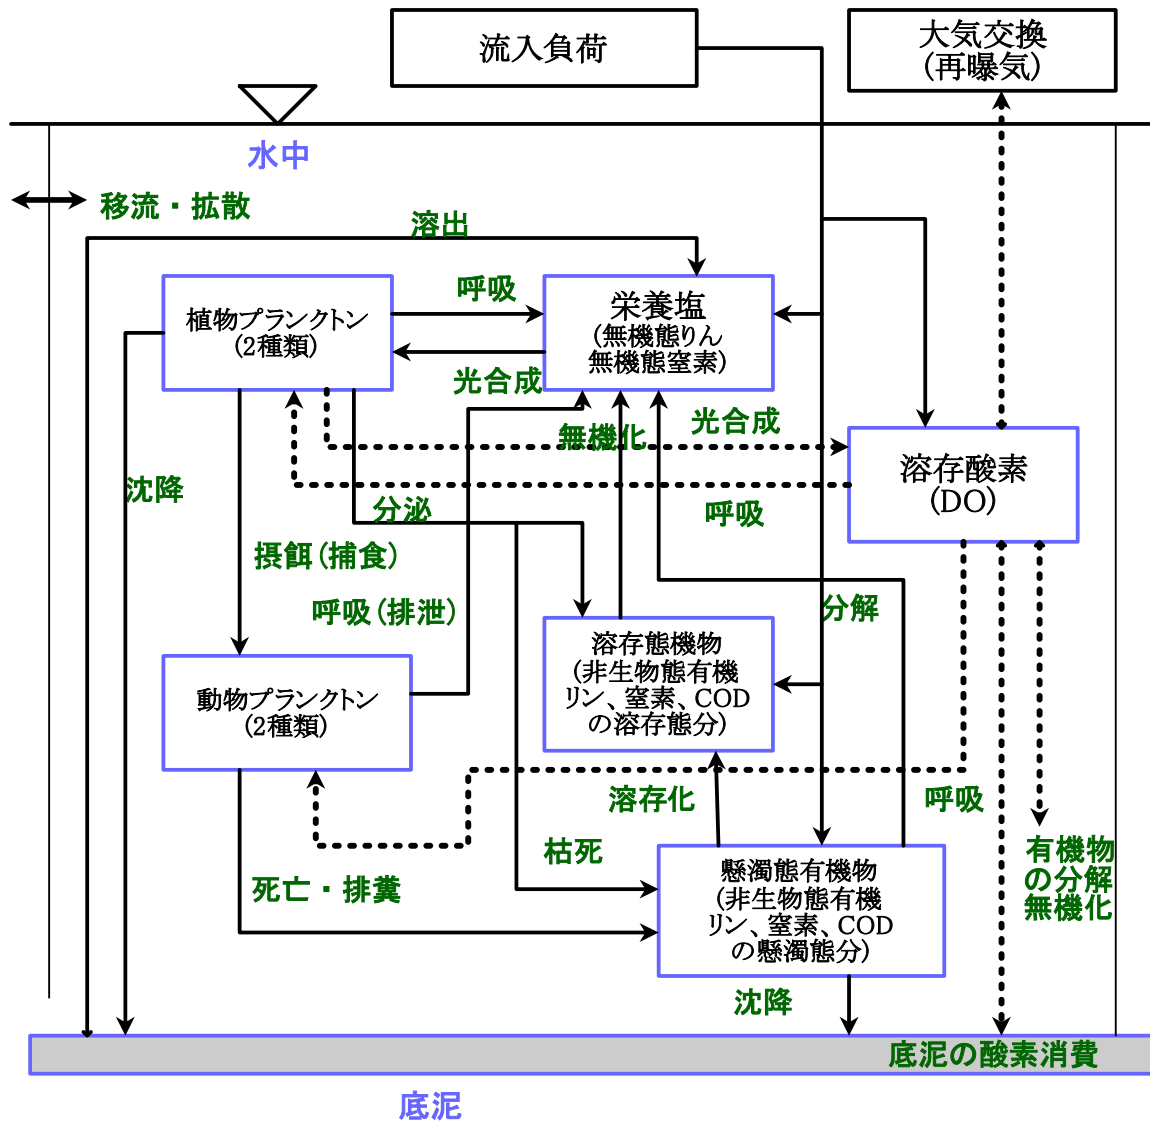 流入負荷
大気交換
(再曝気)
水中
移流・拡散
溶出
植物プランクトン
(2種類)
呼吸
栄養塩
(無機態りん
無機態窒素)
光合成
光合成
無機化
溶存酸素
(DO)
沈降
分泌
呼吸
摂餌(捕食)
呼吸(排泄)
分解
溶存態機物
(非生物態有機
リン、窒素、COD
の溶存態分)
動物プランクトン
(2種類)
溶存化
呼吸
枯死
有機物
の分解
無機化
死亡・排糞
懸濁態有機物
(非生物態有機
リン、窒素、COD
の懸濁態分)
沈降
底泥の酸素消費
底泥